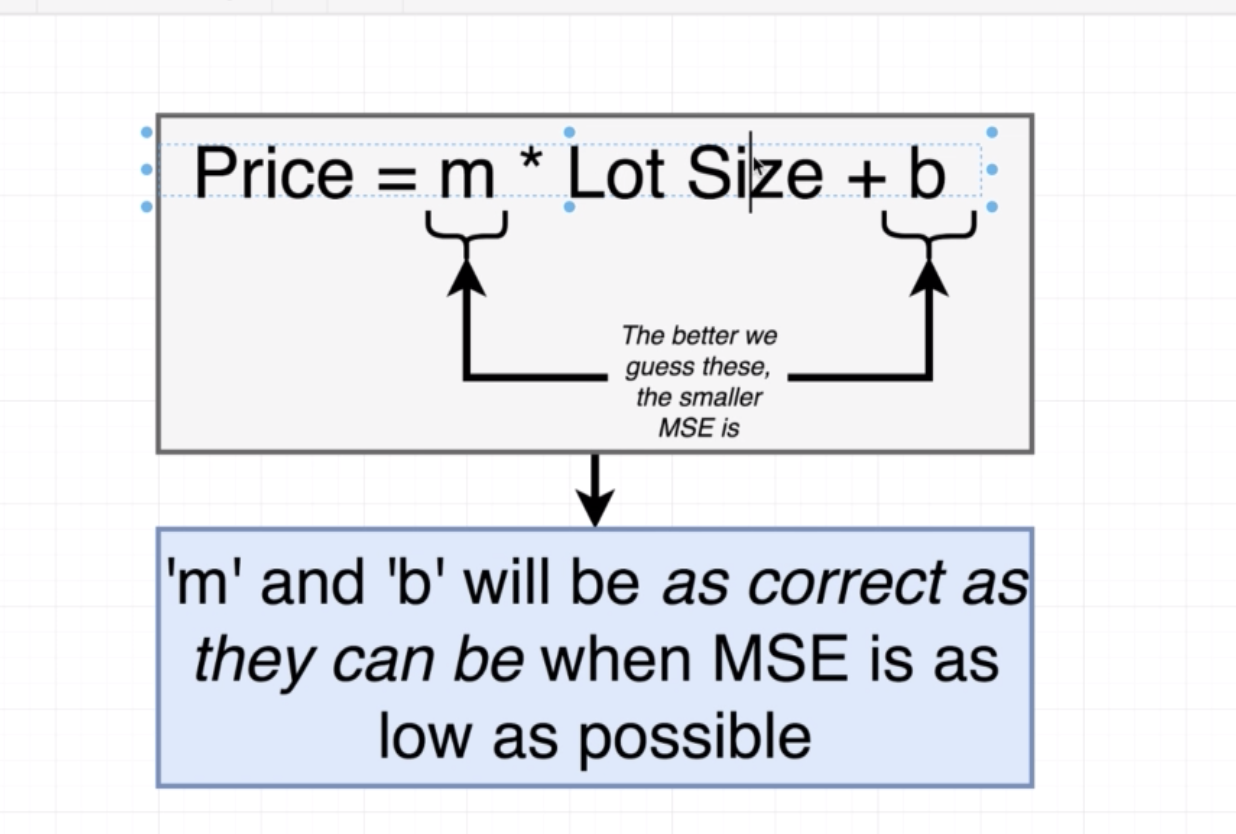 Price = m * Lot Size + b
The better we
guess these,
the smaller
MSE is
'm' and 'b' will be as correct as
they can be when MSE is as
low as possible